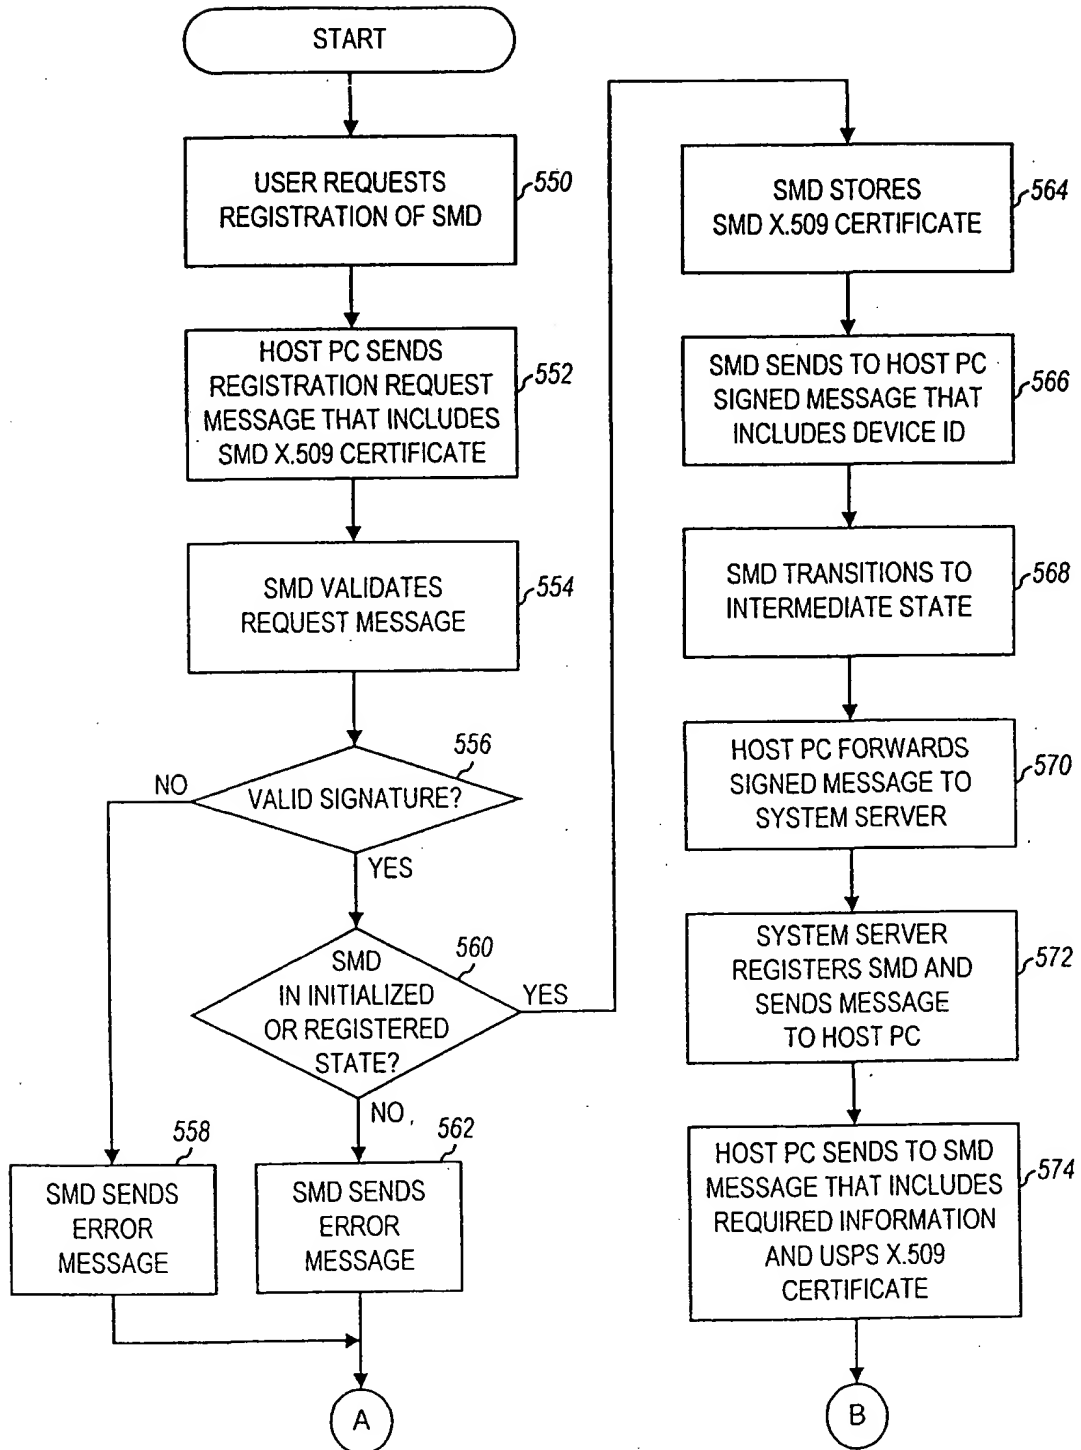 START
USER REQUESTS
REGISTRATION OF SMD
550
HOST PC SENDS
REGISTRATION REQUEST
MESSAGE THAT INCLUDES
SMD X.509 CERTIFICATE
552
SMD VALIDATES
REQUEST MESSAGE
554
556
VALID SIGNATURE?
NO
YES
560
SMD
IN INITIALIZED
OR REGISTERED
STATE?
YES
NO
558
SMD SENDS
ERROR
MESSAGE
562
SMD SENDS
ERROR
MESSAGE
A
SMD STORES
SMD X.509 CERTIFICATE
564
SMD SENDS TO HOST PC
SIGNED MESSAGE THAT
INCLUDES DEVICE ID
566
SMD TRANSITIONS TO
INTERMEDIATE STATE
568
HOST PC FORWARDS
SIGNED MESSAGE TO
SYSTEM SERVER
570
SYSTEM SERVER
REGISTERS SMD AND
SENDS MESSAGE
TO HOST PC
572
HOST PC SENDS TO SMD
MESSAGE THAT INCLUDES
REQUIRED INFORMATION
AND USPS X.509
CERTIFICATE
574
B